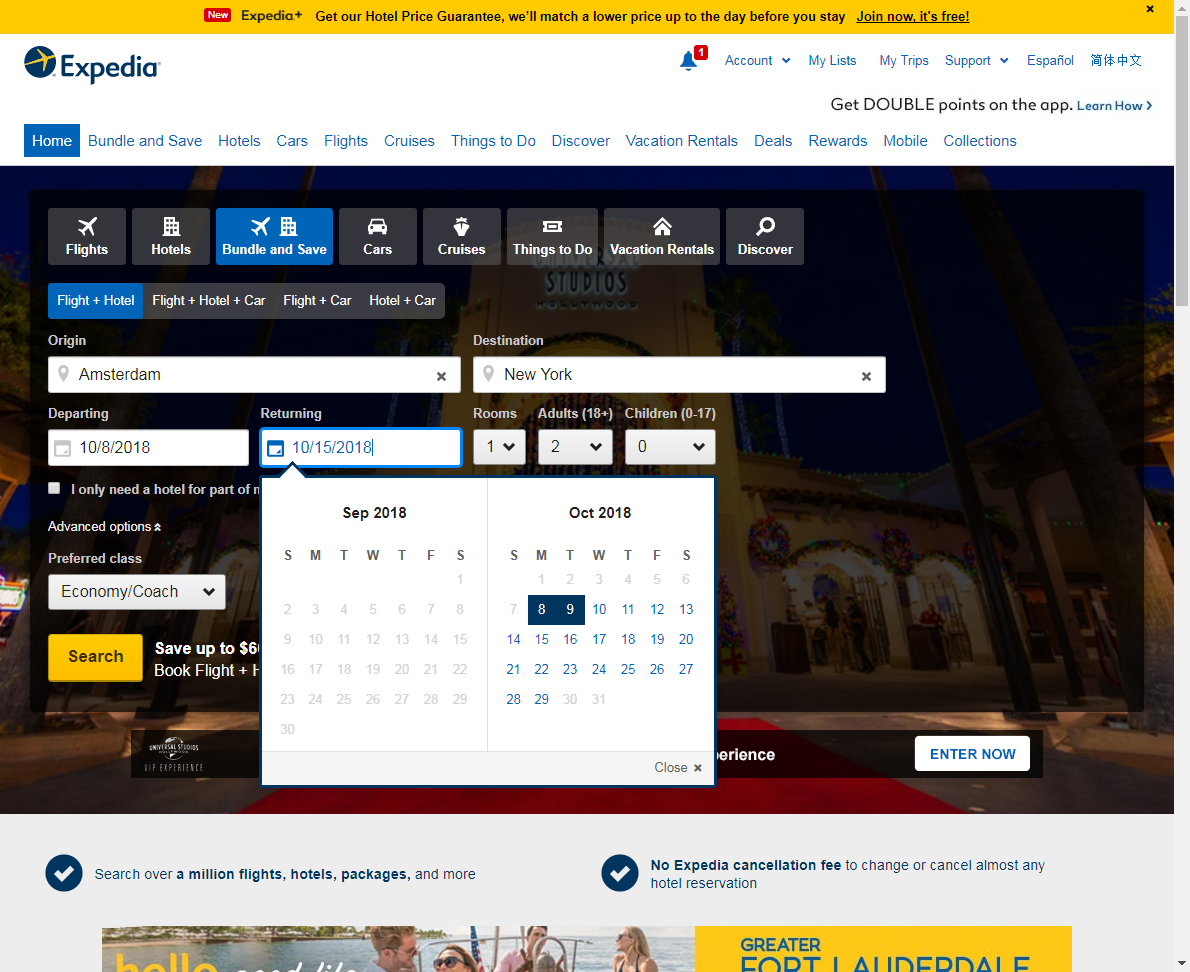 New Expedia+ Get our Hotel Price Guarantee, we'll match a lower price up to the day before you stay Join now, it's free!
Expedia
1 Account My Lists My Trips Support Español 简体中文
Get DOUBLE points on the app. Learn How
Home Bundle and Save Hotels Cars Flights Cruises Things to Do Discover Vacation Rentals Deals Rewards Mobile Collections
Flights Hotels Bundle and Save Cars Cruises Things to Do Vacation Rentals Discover
UNIVERSAL
STUDIOS
HOLLYWOOD
Flight + Hotel Flight + Hotel + Car Flight + Car Hotel + Car
Origin Destination
Amsterdam New York
Departing Returning Rooms Adults (18+) Children (0-17)
10/8/2018 10/15/2018 1 2 0
I only need a hotel for part of
Advanced options
Preferred class
Economy/Coach
Search
Save up to $6
Book Flight +
Sep 2018
S M T W T F S
1
2 3 4 5 6 7 8
9 10 11 12 13 14 15
16 17 18 19 20 21 22
23 24 25 26 27 28 29
30
Oct 2018
S M T W T F S
1 2 3 4 5 6
7 8 9 10 11 12 13
14 15 16 17 18 19 20
21 22 23 24 25 26 27
28 29 30 31
Close
UNIVERSAL STUDIOS
HOLLYWOOD
VIP EXPERIENCE
perience
ENTER NOW
Search over a million flights, hotels, packages, and more
No Expedia cancellation fee to change or cancel almost any
hotel reservation
hello good life
GREATER
FORT LAUDERDALE